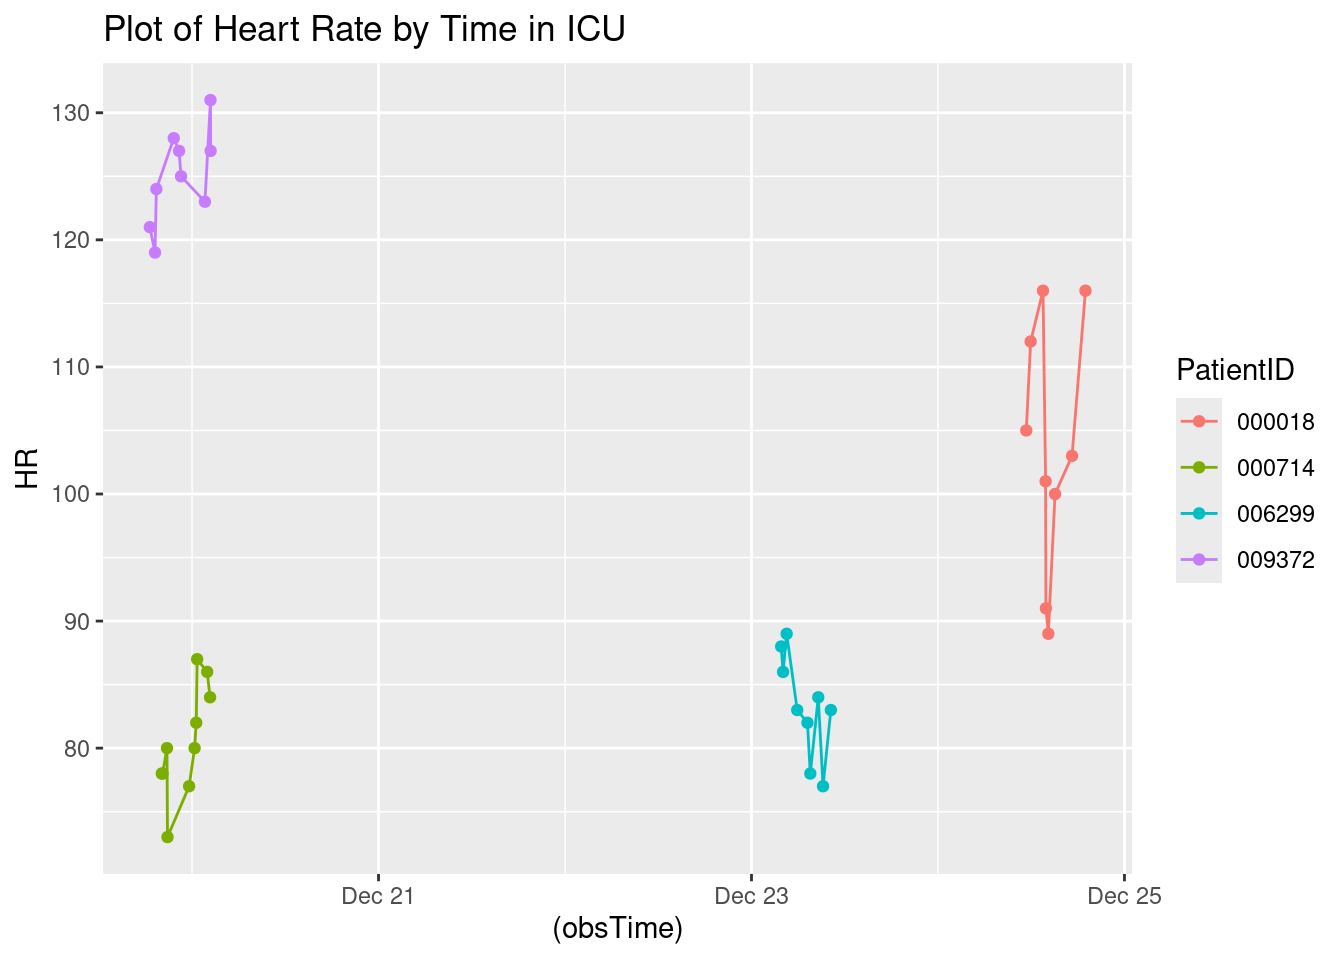 Plot of Heart Rate by Time in ICU
130
120
110
100
90
80
HR
Dec 21
Dec 23
Dec 25
(obsTime)
PatientID
000018
000714
006299
009372